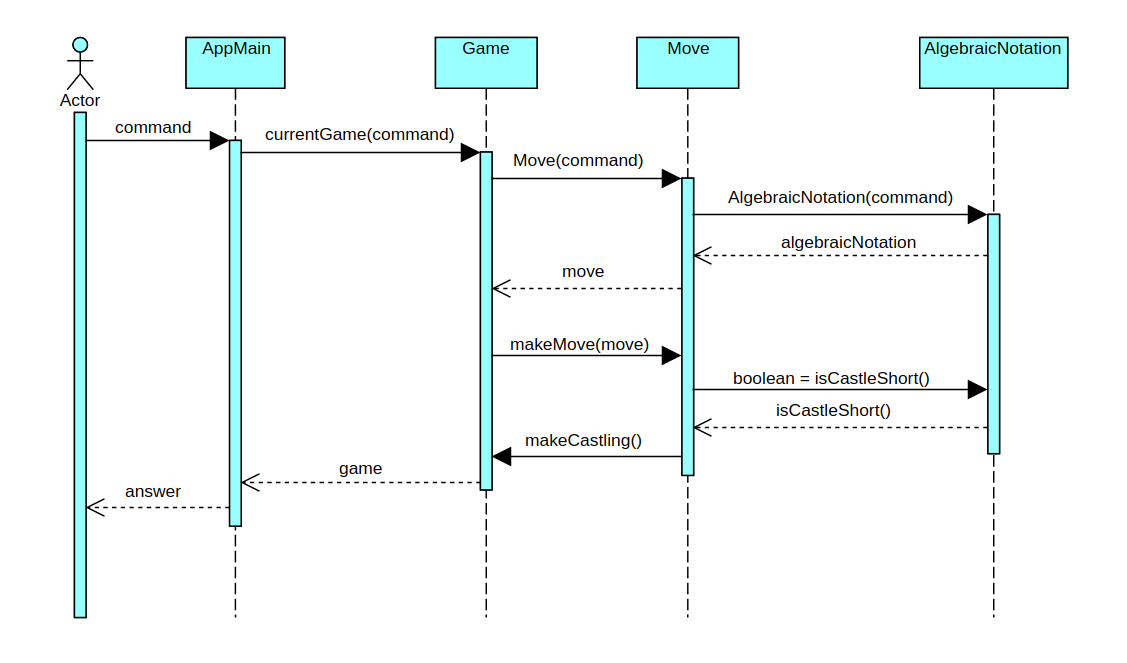 AppMain
Game
Move
AlgebraicNotation
Actor
command
currentGame(command)
Move(command)
AlgebraicNotation(command)
algebraicNotation
move
makeMove(move)
boolean = isCastleShort()
isCastleShort()
makeCastling()
game
answer